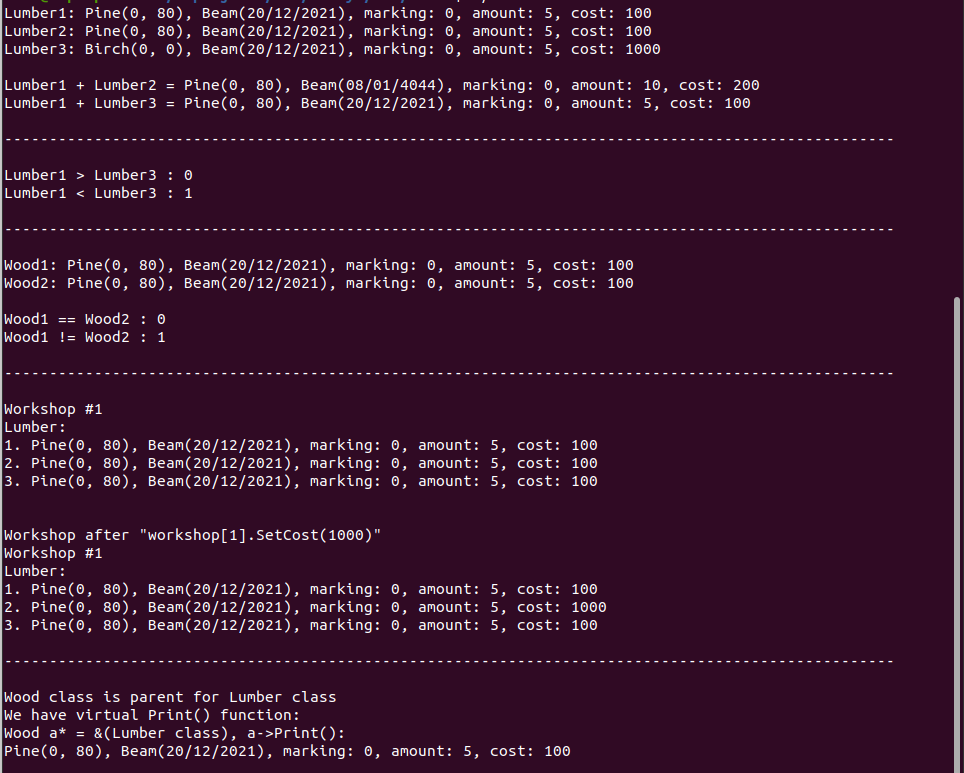 Lumber1: Pine(0, 80), Beam(20/12/2021), marking: 0, amount: 5, cost: 100
Lumber2: Pine(0, 80), Beam(20/12/2021), marking: 0, amount: 5, cost: 100
Lumber3: Birch(0, 0), Beam(20/12/2021), marking: 0, amount: 5, cost: 1000

Lumber1 + Lumber2 = Pine(0, 80), Beam(08/01/4044), marking: 0, amount: 10, cost: 200
Lumber1 + Lumber3 = Pine(0, 80), Beam(20/12/2021), marking: 0, amount: 5, cost: 100

---------------------------------------------------------------------------------------------------

Lumber1 > Lumber3 : 0
Lumber1 < Lumber3 : 1

---------------------------------------------------------------------------------------------------

Wood1: Pine(0, 80), Beam(20/12/2021), marking: 0, amount: 5, cost: 100
Wood2: Pine(0, 80), Beam(20/12/2021), marking: 0, amount: 5, cost: 100

Wood1 == Wood2 : 0
Wood1 != Wood2 : 1

---------------------------------------------------------------------------------------------------

Workshop #1
Lumber:
1. Pine(0, 80), Beam(20/12/2021), marking: 0, amount: 5, cost: 100
2. Pine(0, 80), Beam(20/12/2021), marking: 0, amount: 5, cost: 100
3. Pine(0, 80), Beam(20/12/2021), marking: 0, amount: 5, cost: 100


Workshop after "workshop[1].SetCost(1000)"
Workshop #1
Lumber:
1. Pine(0, 80), Beam(20/12/2021), marking: 0, amount: 5, cost: 100
2. Pine(0, 80), Beam(20/12/2021), marking: 0, amount: 5, cost: 1000
3. Pine(0, 80), Beam(20/12/2021), marking: 0, amount: 5, cost: 100

---------------------------------------------------------------------------------------------------

Wood class is parent for Lumber class
We have virtual Print() function:
Wood a* = &(Lumber class), a->Print():
Pine(0, 80), Beam(20/12/2021), marking: 0, amount: 5, cost: 100